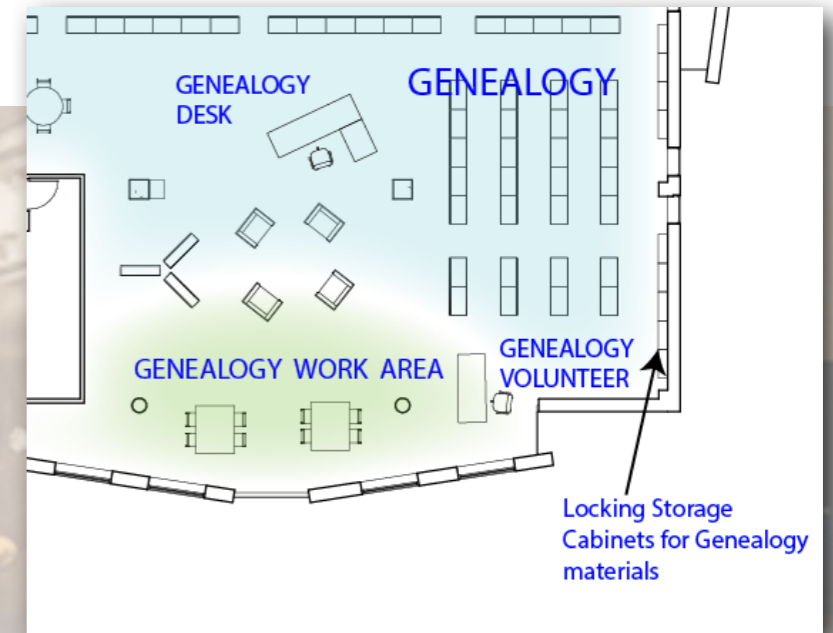 GENEALOGY
DESK
GENEALOGY
GENEALOGY WORK AREA
GENEALOGY
VOLUNTEER
Locking Storage
Cabinets for Genealogy
materials